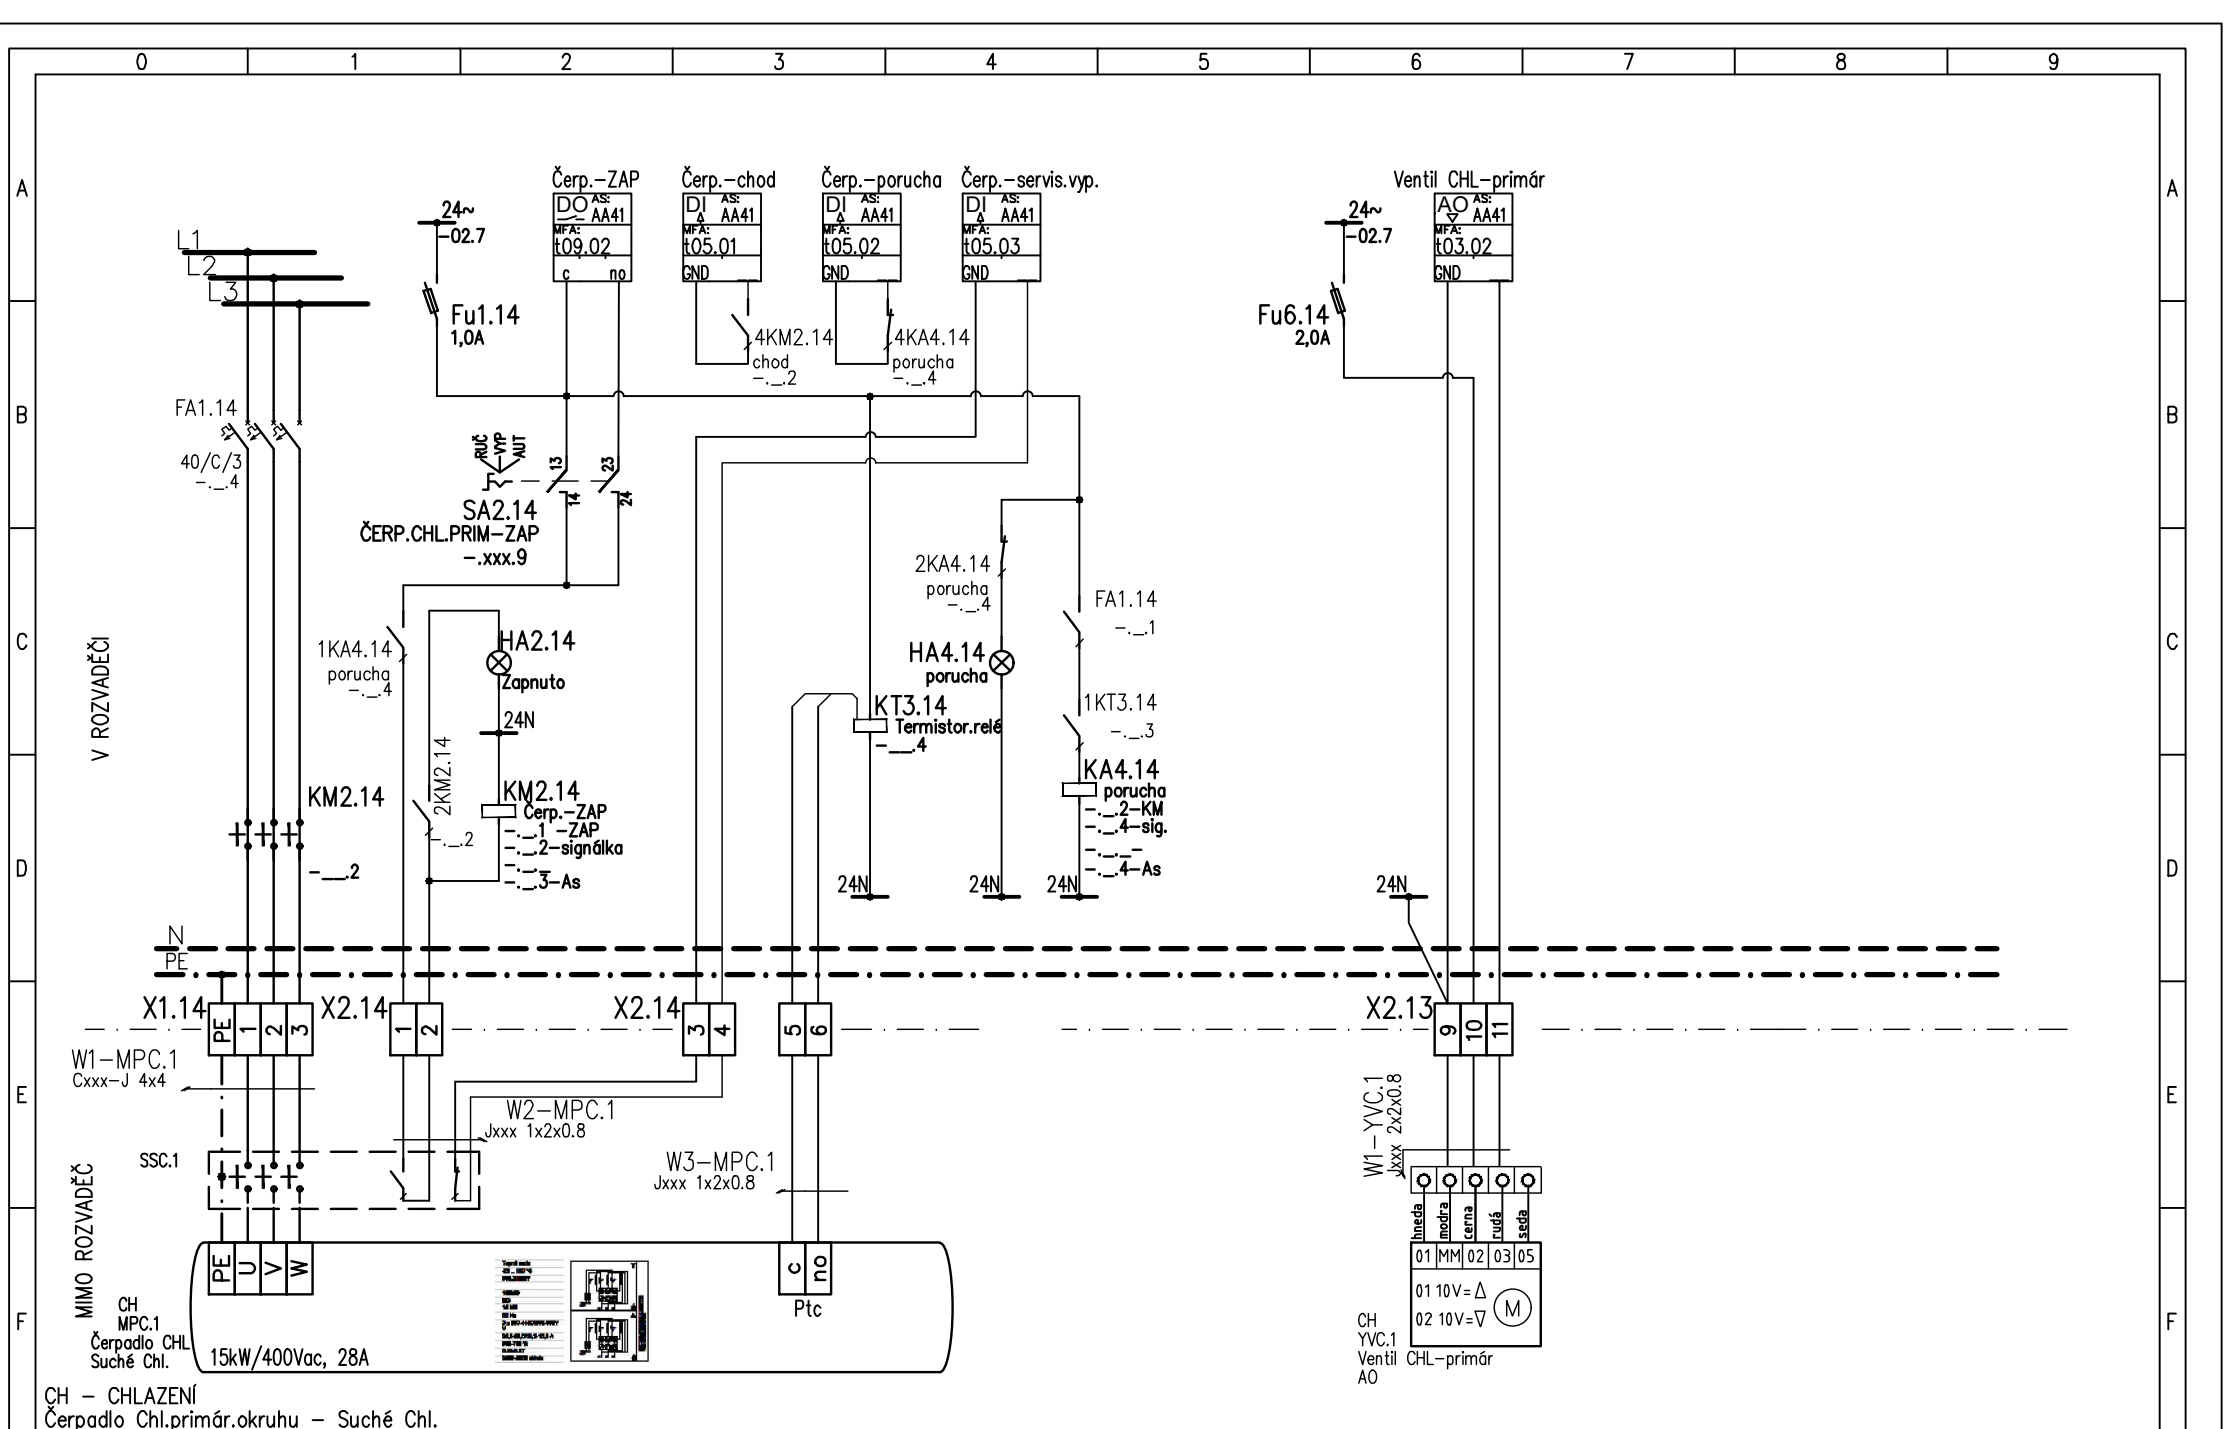 0 1 2 3 4 5 6 7 8 9
A A
B B
C C
D D
E E
F F
Čerp.–ZAP
DO AS:
AA41
MFA:
t09.02
c no
Čerp.–chod
DI AS:
AA41
MFA:
t05.01
GND __
Čerp.–porucha
DI AS:
AA41
MFA:
t05.02
GND __
Čerp.–servis.vyp.
DI AS:
AA41
MFA:
t05.03
GND __
Ventil CHL–primár
AO AS:
AA41
MFA:
t03.02
GND __
L1
L2
L3
24~
–02.7
Fu1.14
1,0A
24~
–02.7
Fu6.14
2,0A
4KM2.14
chod
–._.2
4KA4.14
porucha
–._.4
FA1.14
40/C/3
–._.4
RUČ
VYP
AUT
13
14
23
24
SA2.14
ČERP.CHL.PRIM–ZAP
–.xxx.9
2KA4.14
porucha
–._.4
FA1.14
–._.1
1KA4.14
porucha
–._.4
HA2.14
Zapnuto
24N
HA4.14
porucha
KT3.14
Termistor.relé
–__.4
1KT3.14
–._.3
V ROZVADĚČI
KM2.14
–__.2
2KM2.14
–._.2
KM2.14
Čerp.–ZAP
–._.1 –ZAP
–._.2–signálka
–._._
–._.3–As
KA4.14
porucha
–._.2–KM
–._.4–sig.
–._._–
–._.4–As
24N
24N
24N
24N
N
PE
X1.14
PE 1 2 3
X2.14
1 2
X2.14
3 4
5 6
X2.13
9 10 11
W1–MPC.1
Cxxx–J 4x4
W2–MPC.1
Jxxx 1x2x0.8
W3–MPC.1
Jxxx 1x2x0.8
W1–YVC.1
Jxxx 2x2x0.8
SSC.1
MIMO ROZVADĚČ
PE U V W
c no
Ptc
hneda
modra
cerna
rudá
seda
01 MM 02 03 05
01 10V=
02 10V=
M
CH
MPC.1
Čerpadlo CHL
Suché Chl.
15kW/400Vac, 28A
CH
YVC.1
Ventil CHL–primár
AO
CH – CHLAZENÍ
Čerpadlo Chl.primár.okruhu – Suché Chl.